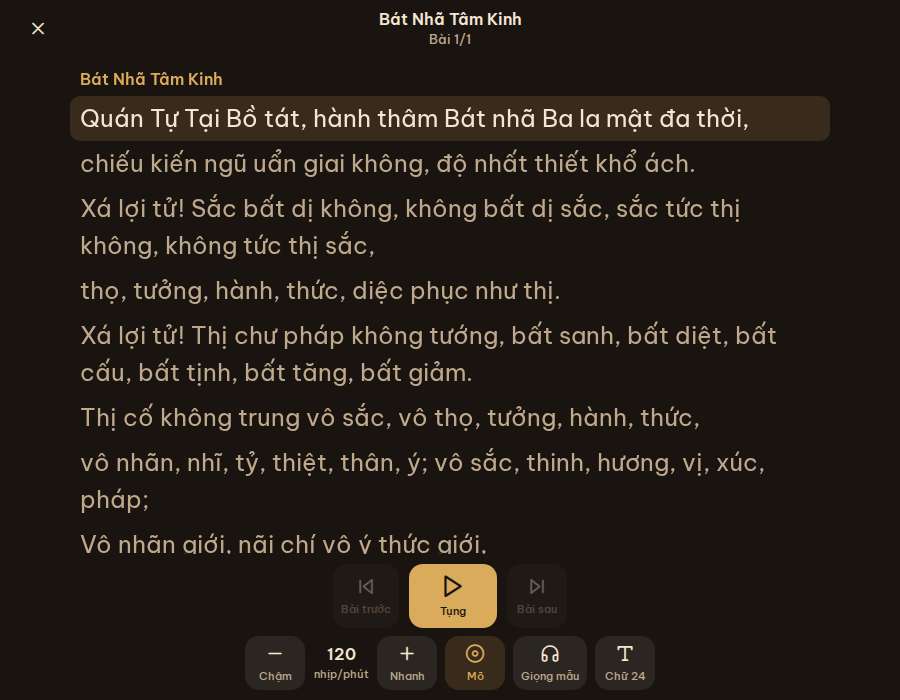 Bát Nhã Tâm Kinh
Bài 1/1
Bát Nhã Tâm Kinh
Quán Tự Tại Bồ tát, hành thâm Bát nhã Ba la mật đa thời,
chiếu kiến ngũ uẩn giai không, độ nhất thiết khổ ách.
Xá lợi tử! Sắc bất dị không, không bất dị sắc, sắc tức thị
không, không tức thị sắc,
thọ, tưởng, hành, thức, diệc phục như thị.
Xá lợi tử! Thị chư pháp không tướng, bất sanh, bất diệt, bất
cấu, bất tịnh, bất tăng, bất giảm.
Thị cố không trung vô sắc, vô thọ, tưởng, hành, thức,
vô nhãn, nhĩ, tỷ, thiệt, thân, ý; vô sắc, thinh, hương, vị, xúc,
pháp;
Vô nhãn giới, nãi chí vô ý thức giới,
Bài trước
Tụng
Bài sau
Chậm
120
nhịp/phút
Nhanh
Mõ
Giọng mẫu
Chữ 24